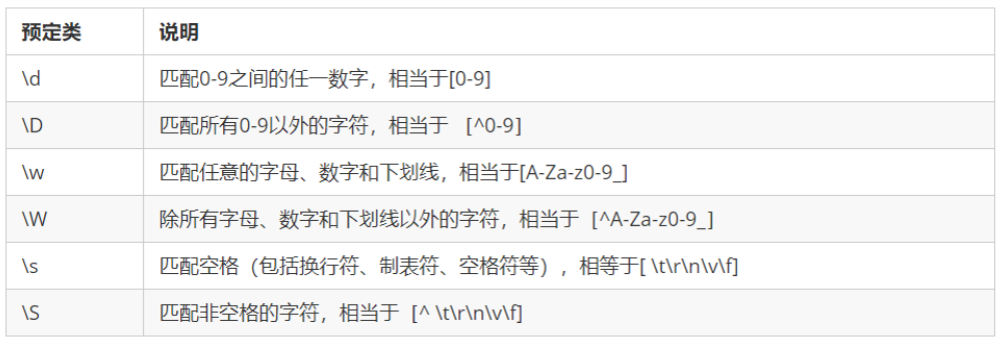 预定类 说明
\d 匹配0-9之间的任一数字，相当于[0-9]
\D 匹配所有0-9以外的字符，相当于 [^0-9]
\w 匹配任意的字母、数字和下划线，相当于[A-Za-z0-9_]
\W 除所有字母、数字和下划线以外的字符，相当于 [^A-Za-z0-9_]
\s 匹配空格（包括换行符、制表符、空格符等），相等于[ \t\r\n\v\f]
\S 匹配非空格的字符，相当于 [^ \t\r\n\v\f]